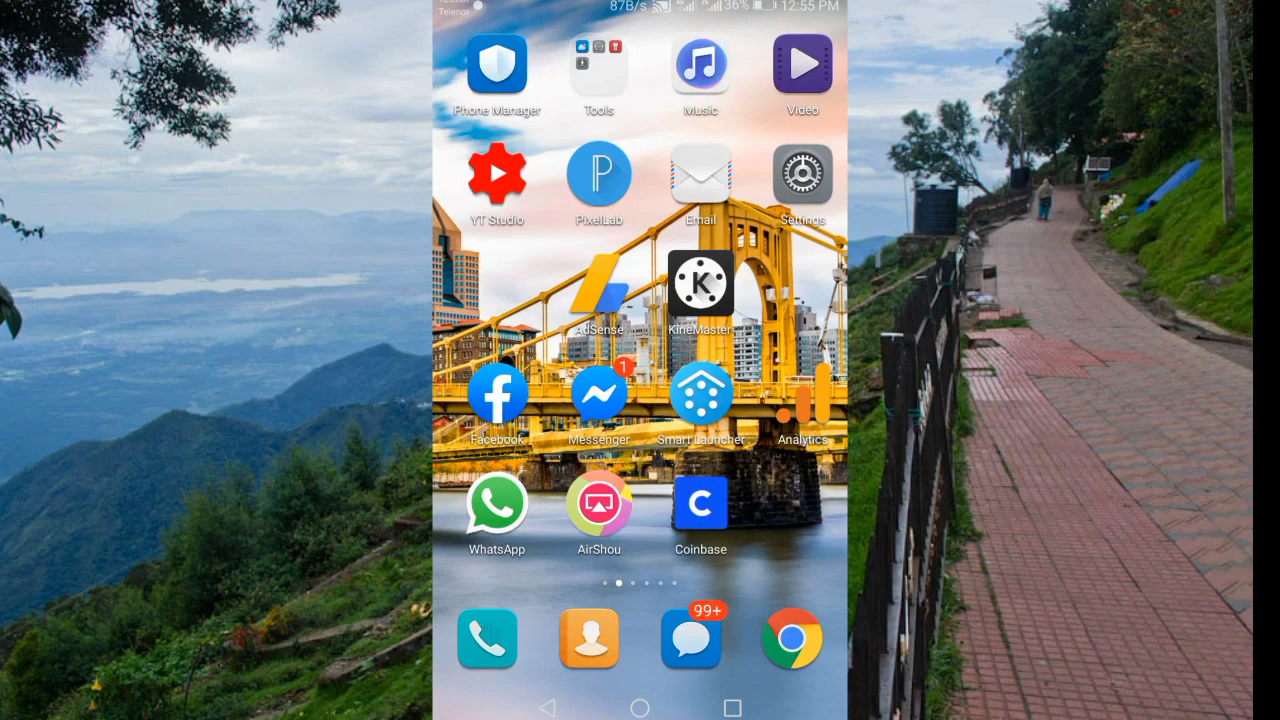 Telenor
87B/s 36% 12:55 PM
Phone Manager Tools Music Video
YT Studio PixelLab Email Settings
K
AdSense KineMaster
1
Facebook Messenger Smart Launcher Analytics
C
WhatsApp AirShou Coinbase
99+